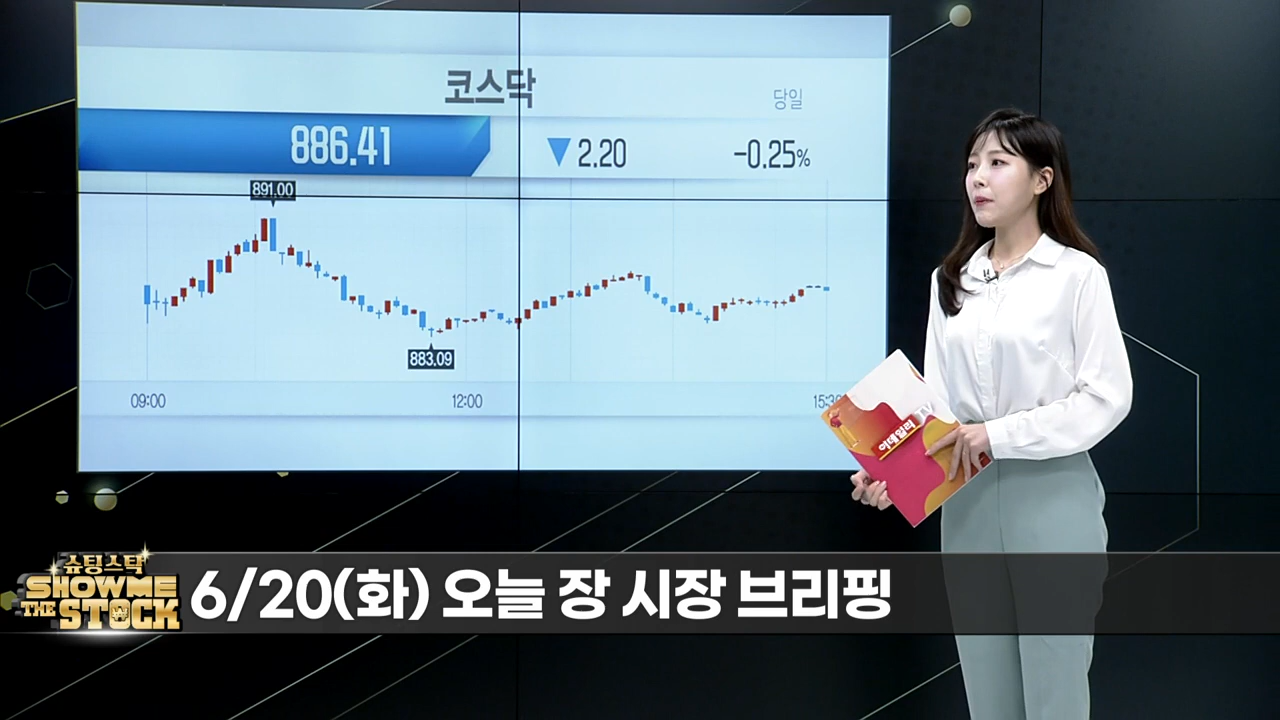 코스닥
당일
886.41
▼2.20
-0.25%
891.00
883.09
09:00
12:00
15:30
이데일리
TV
슈팅스탁
SHOW ME
THE STOCK
6/20(화) 오늘 장 시장 브리핑